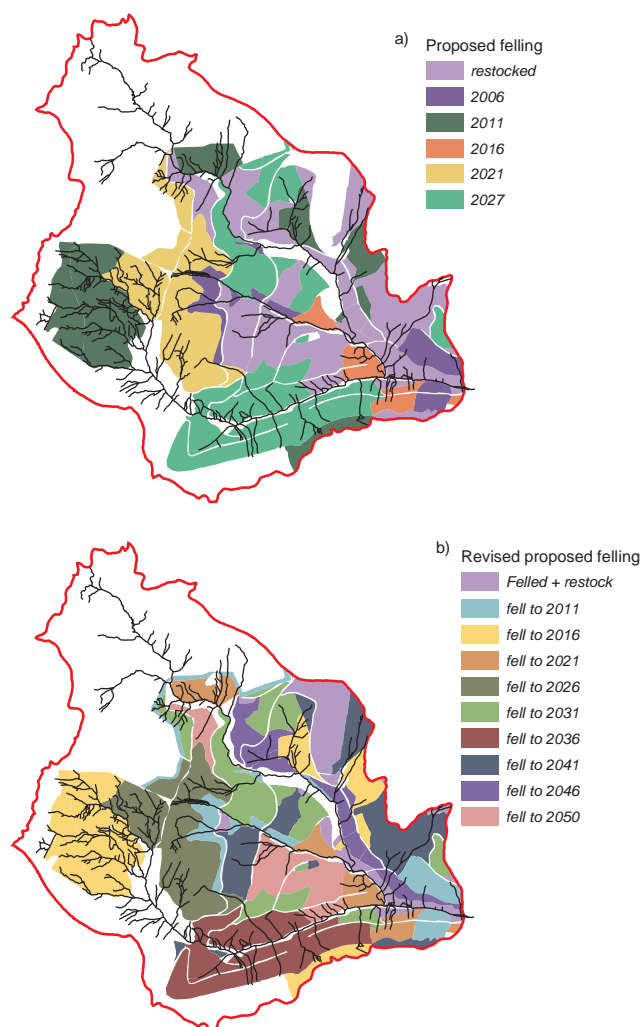 a)
Proposed felling
restocked
2006
2011
2016
2021
2027
b)
Revised proposed felling
Felled + restock
fell to 2011
fell to 2016
fell to 2021
fell to 2026
fell to 2031
fell to 2036
fell to 2041
fell to 2046
fell to 2050